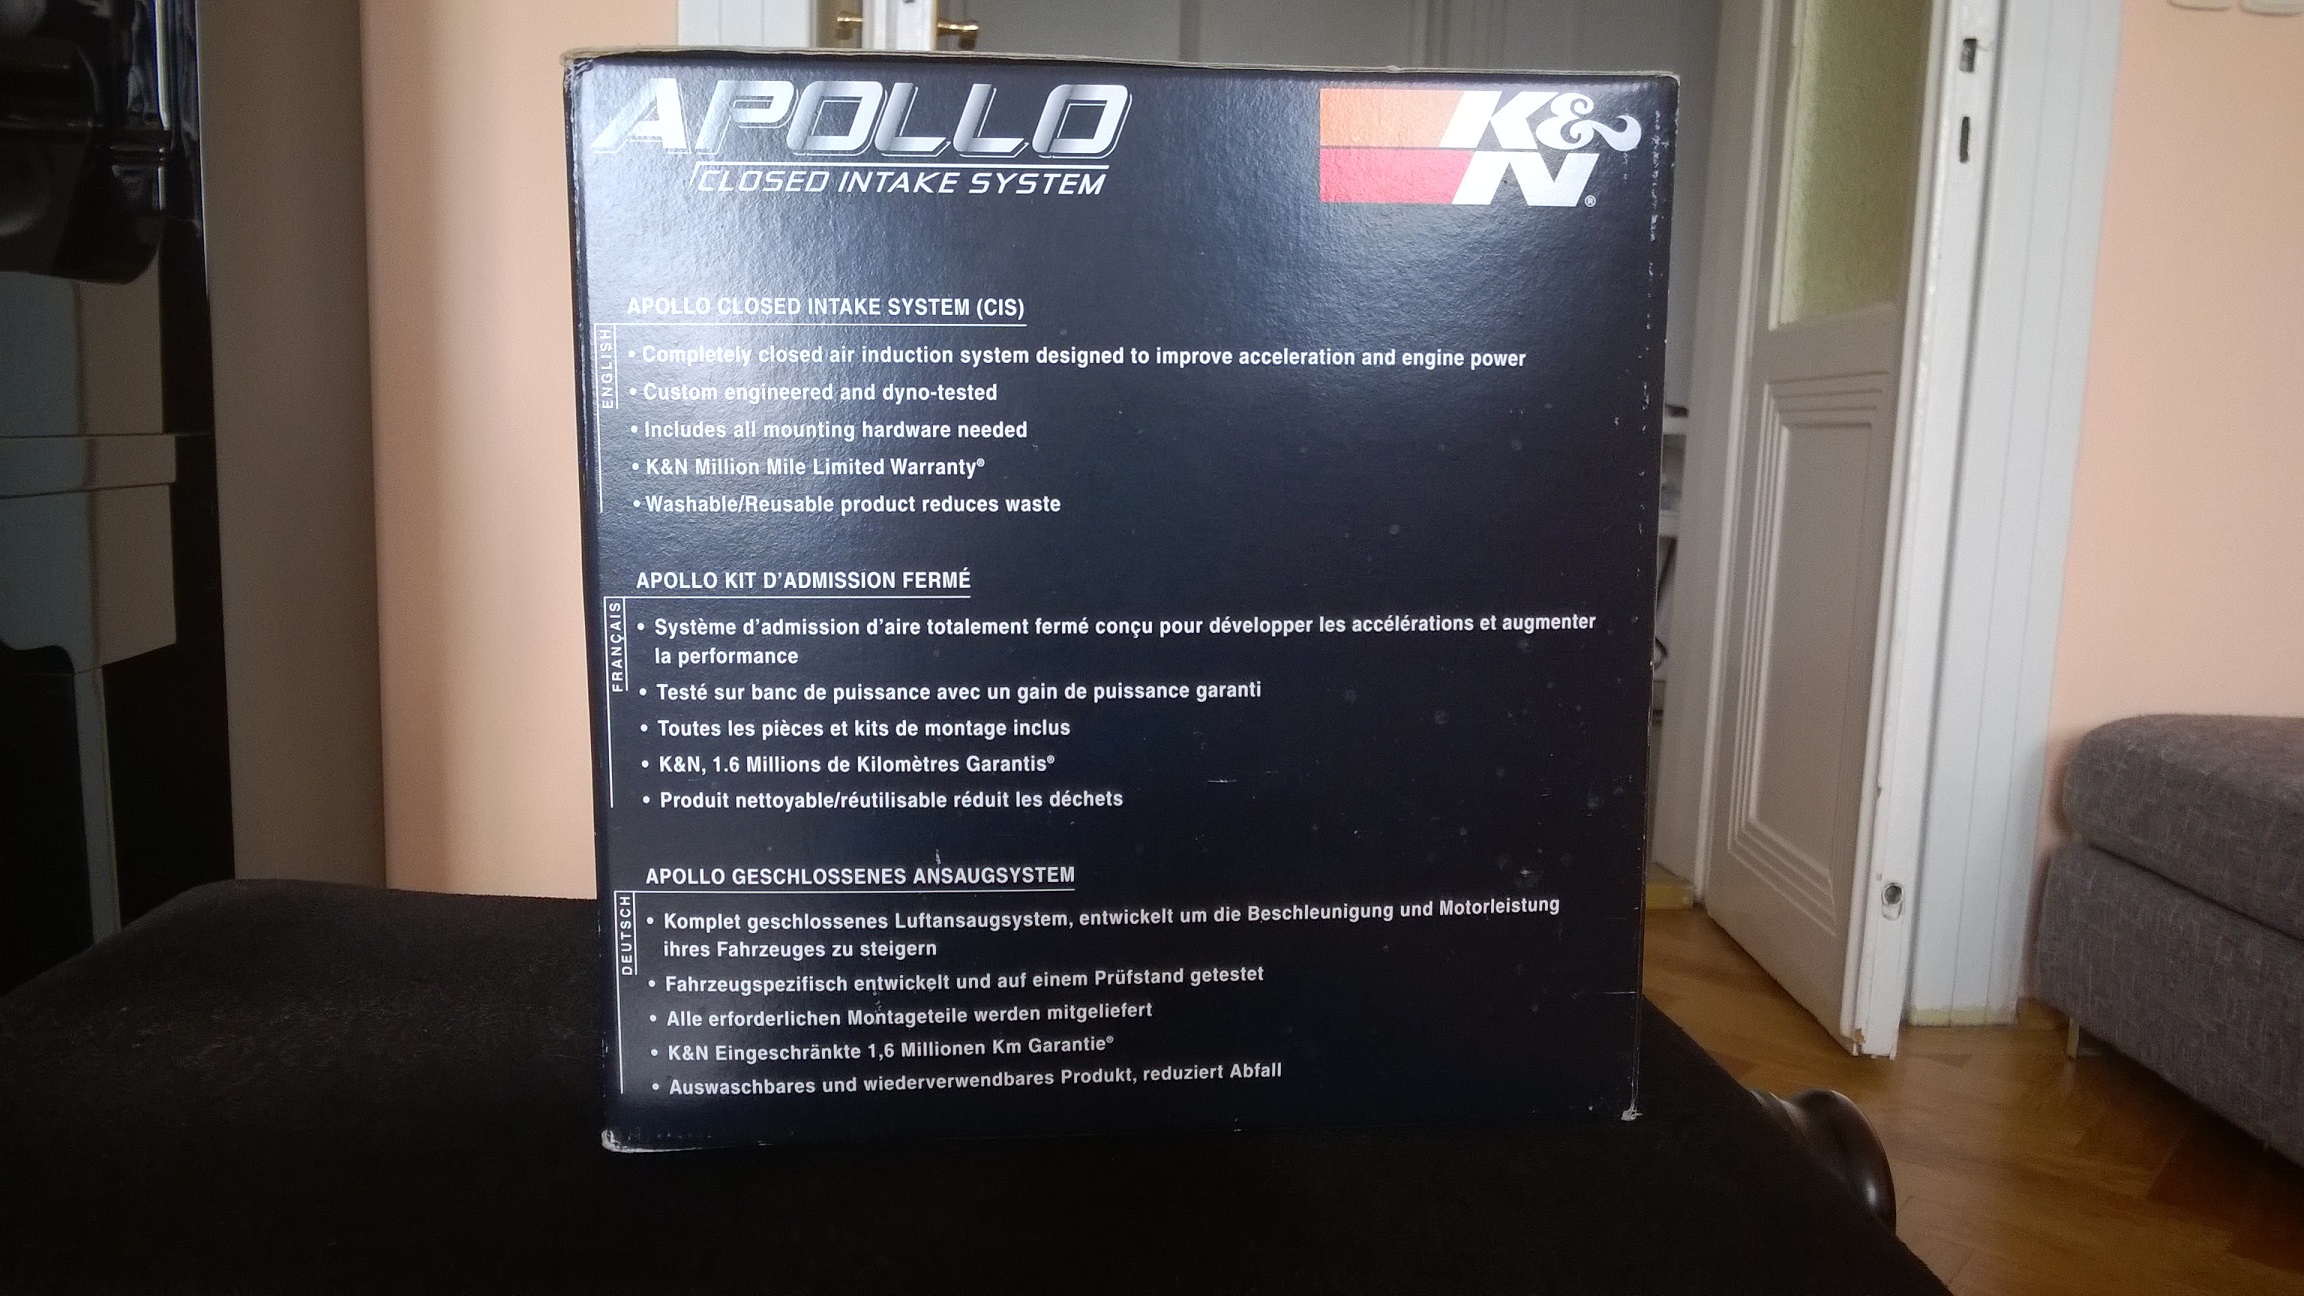 APOLLO
CLOSED INTAKE SYSTEM
K&N®
APOLLO CLOSED INTAKE SYSTEM (CIS)
ENGLISH
• Completely closed air induction system designed to improve acceleration and engine power
• Custom engineered and dyno-tested
• Includes all mounting hardware needed
• K&N Million Mile Limited Warranty®
• Washable/Reusable product reduces waste
APOLLO KIT D'ADMISSION FERMÉ
FRANÇAIS
• Système d'admission d'aire totalement fermé conçu pour développer les accélérations et augmenter
la performance
• Testé sur banc de puissance avec un gain de puissance garanti
• Toutes les pièces et kits de montage inclus
• K&N, 1.6 Millions de Kilomètres Garantis®
• Produit nettoyable/réutilisable réduit les déchets
APOLLO GESCHLOSSENES ANSAUGSYSTEM
DEUTSCH
• Komplet geschlossenes Luftansaugsystem, entwickelt um die Beschleunigung und Motorleistung
ihres Fahrzeuges zu steigern
• Fahrzeugspezifisch entwickelt und auf einem Prüfstand getestet
• Alle erforderlichen Montageteile werden mitgeliefert
• K&N Eingeschränkte 1,6 Millionen Km Garantie®
• Auswaschbares und wiederverwendbares Produkt, reduziert Abfall